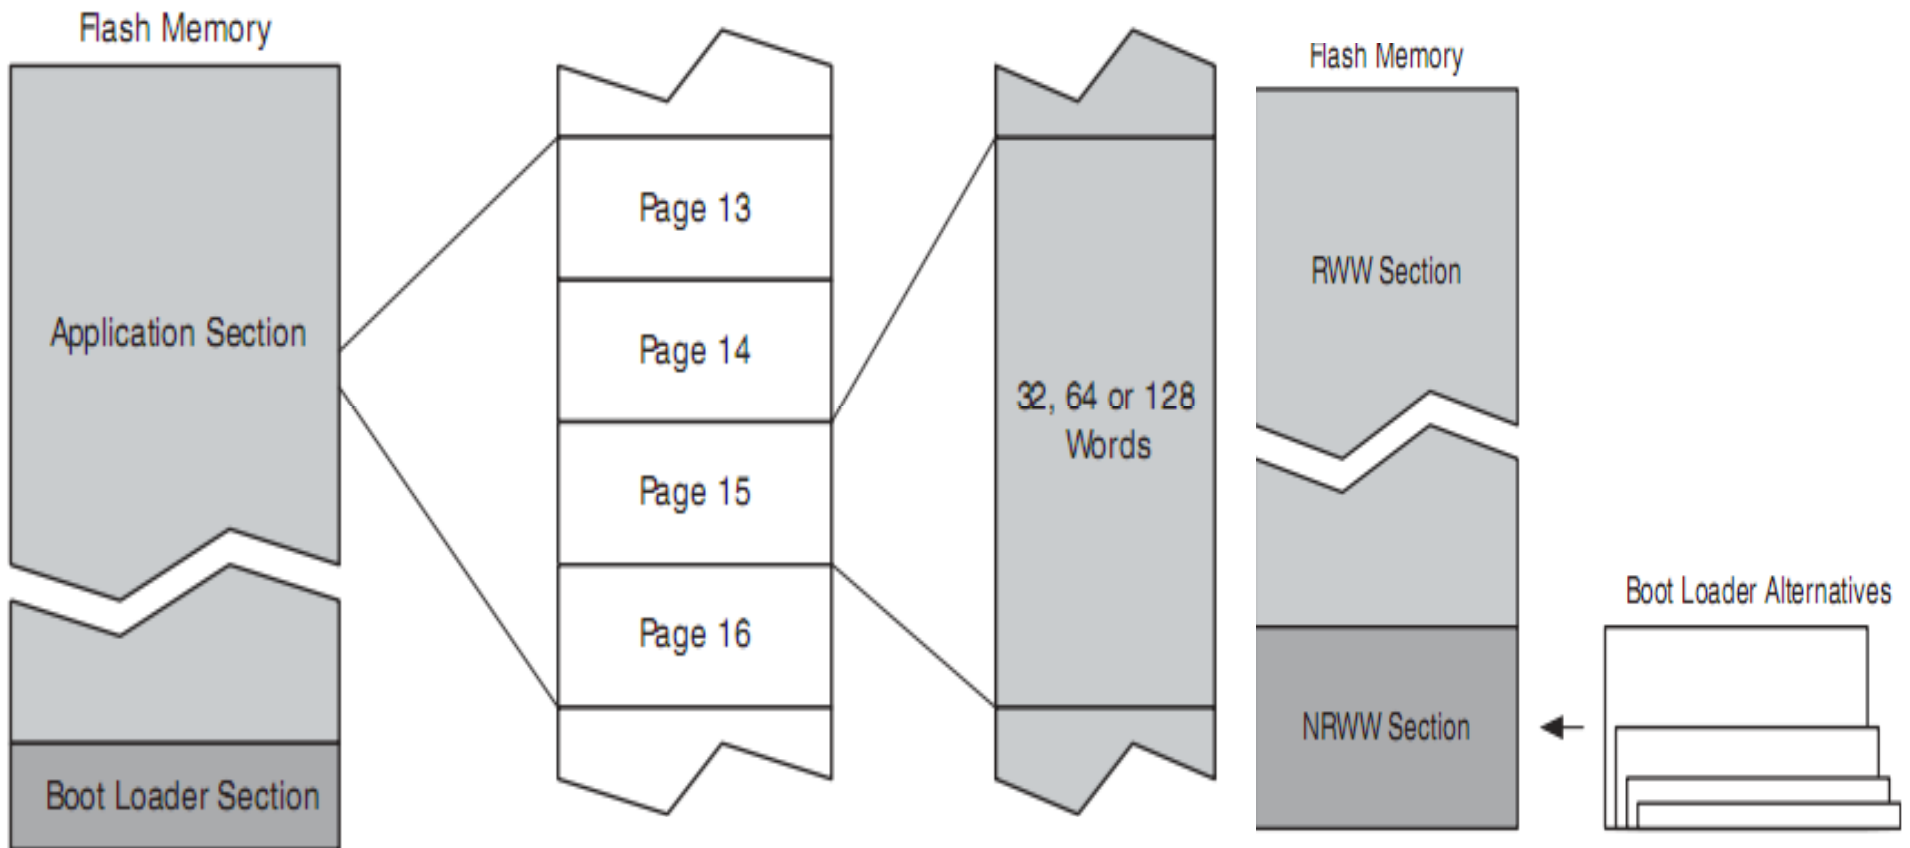 Flash Memory
Application Section
Boot Loader Section
Page 13
Page 14
Page 15
Page 16
32, 64 or 128
Words
Flash Memory
RWW Section
NRWW Section
Boot Loader Alternatives